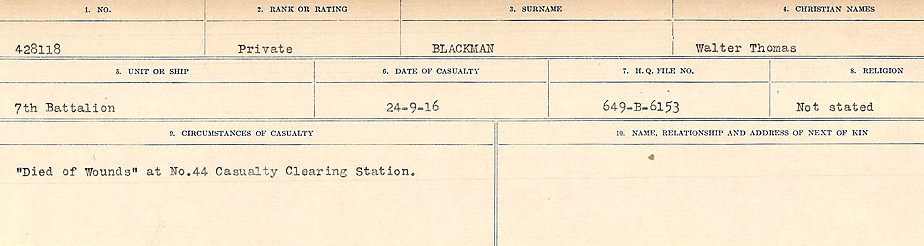 1. NO. 2. RANK OR RATING 3. SURNAME 4. CHRISTIAN NAMES
428118 Private BLACKMAN Walter Thomas
5. UNIT OR SHIP 6. DATE OF CASUALTY 7. H.Q. FILE NO. 8. RELIGION
7th Battalion 24-9-16 649-B-6153 Not stated
9. CIRCUMSTANCES OF CASUALTY 10. NAME, RELATIONSHIP AND ADDRESS OF NEXT OF KIN
"Died of Wounds" at No.44 Casualty Clearing Station.